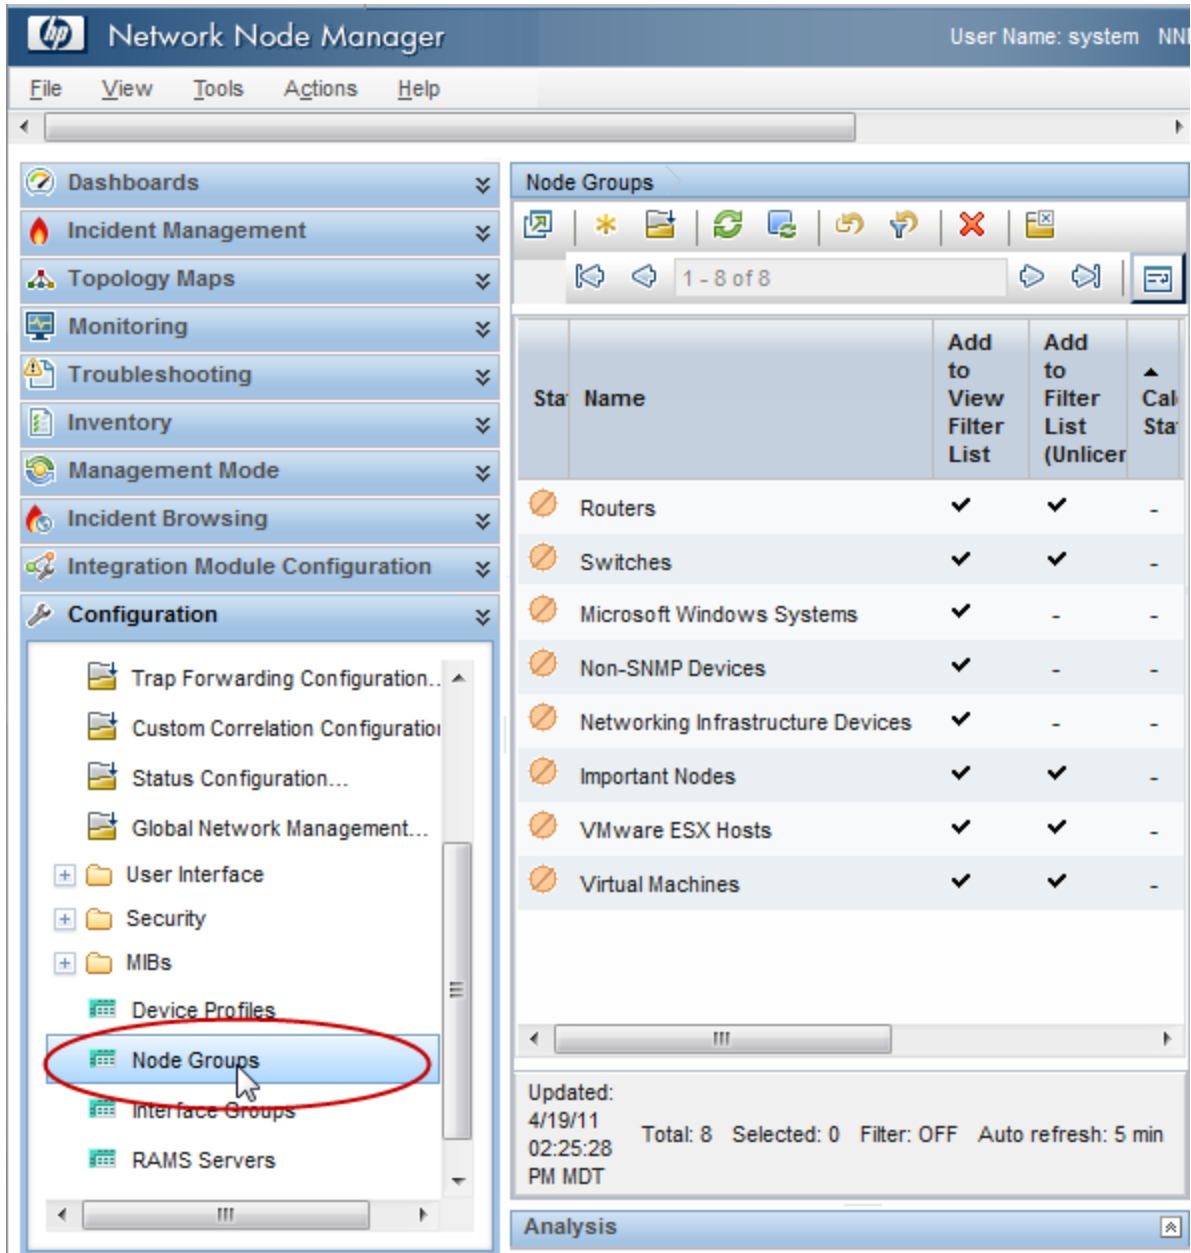 hp Network Node Manager
User Name: system NN
File View Tools Actions Help
Dashboards
Incident Management
Topology Maps
Monitoring
Troubleshooting
Inventory
Management Mode
Incident Browsing
Integration Module Configuration
Configuration
Trap Forwarding Configuration..
Custom Correlation Configuration
Status Configuration...
Global Network Management...
User Interface
Security
MIBs
Device Profiles
Node Groups
Interface Groups
RAMS Servers
Node Groups
1 - 8 of 8
Sta
Name
Add
to
View
Filter
List
Add
to
Filter
List
(Unlicen
Cal
Sta
Routers -
Switches -
Microsoft Windows Systems - -
Non-SNMP Devices - -
Networking Infrastructure Devices - -
Important Nodes -
VMware ESX Hosts -
Virtual Machines -
Updated:
4/19/11
02:25:28
PM MDT
Total: 8 Selected: 0 Filter: OFF Auto refresh: 5 min
Analysis